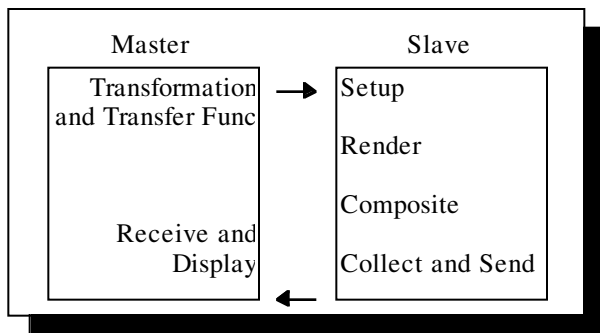 Master
Slave
Transformation
and Transfer Func
Receive and
Display
Setup
Render
Composite
Collect and Send